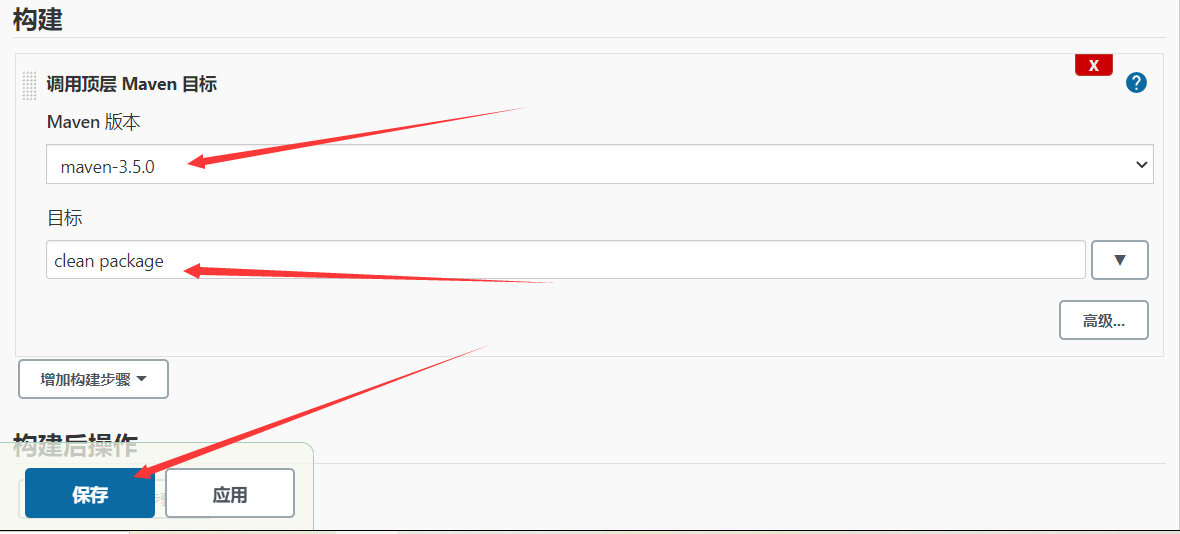 构建
X
调用顶层 Maven 目标
?
Maven 版本
maven-3.5.0
目标
clean package
▼
高级...
增加构建步骤
构建后操作
保存
应用